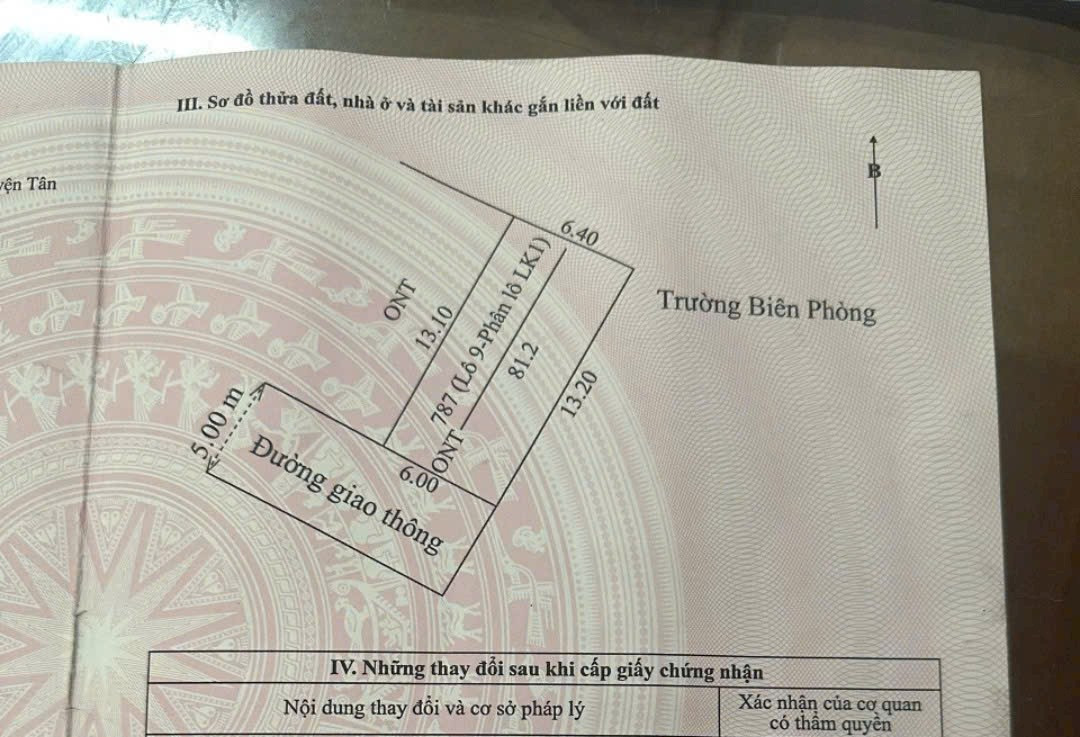 III. Sơ đồ thửa đất, nhà ở và tài sản khác gắn liền với đất
yện Tân
B
6.40
ONT
13.10
787 (Lô 9-Phân lô LK1)
ONT
81.2
13.20
Trường Biên Phòng
5.00 m
6.00
Đường giao thông
IV. Những thay đổi sau khi cấp giấy chứng nhận
Nội dung thay đổi và cơ sở pháp lý
Xác nhận của cơ quan
có thẩm quyền